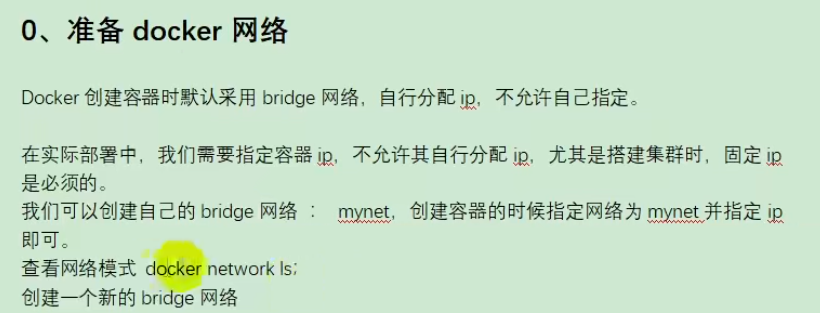 0、准备 docker 网络
Docker 创建容器时默认采用 bridge 网络，自行分配 ip，不允许自己指定。
在实际部署中，我们需要指定容器 ip，不允许其自行分配 ip，尤其是搭建集群时，固定 ip
是必须的。
我们可以创建自己的 bridge 网络 ： mynet，创建容器的时候指定网络为 mynet 并指定 ip
即可。
查看网络模式 docker network ls;
创建一个新的 bridge 网络